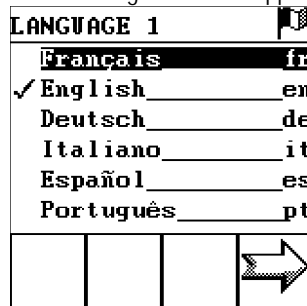 LANGUAGE 1
Français fr
✓ English en
Deutsch de
Italiano it
Español es
Português pt